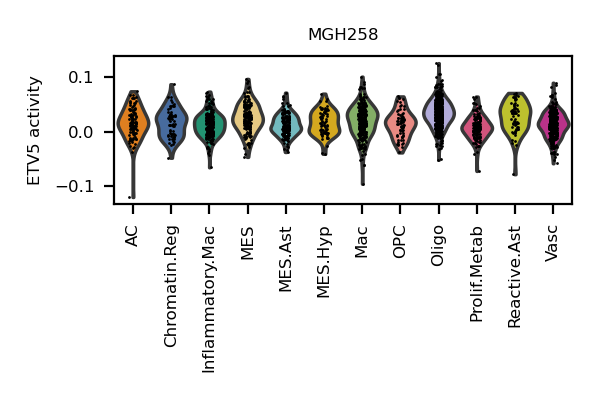 MGH258
ETV5 activity
0.1
0.0
−0.1
AC
Chromatin.Reg
Inflammatory.Mac
MES
MES.Ast
MES.Hyp
Mac
OPC
Oligo
Prolif.Metab
Reactive.Ast
Vasc